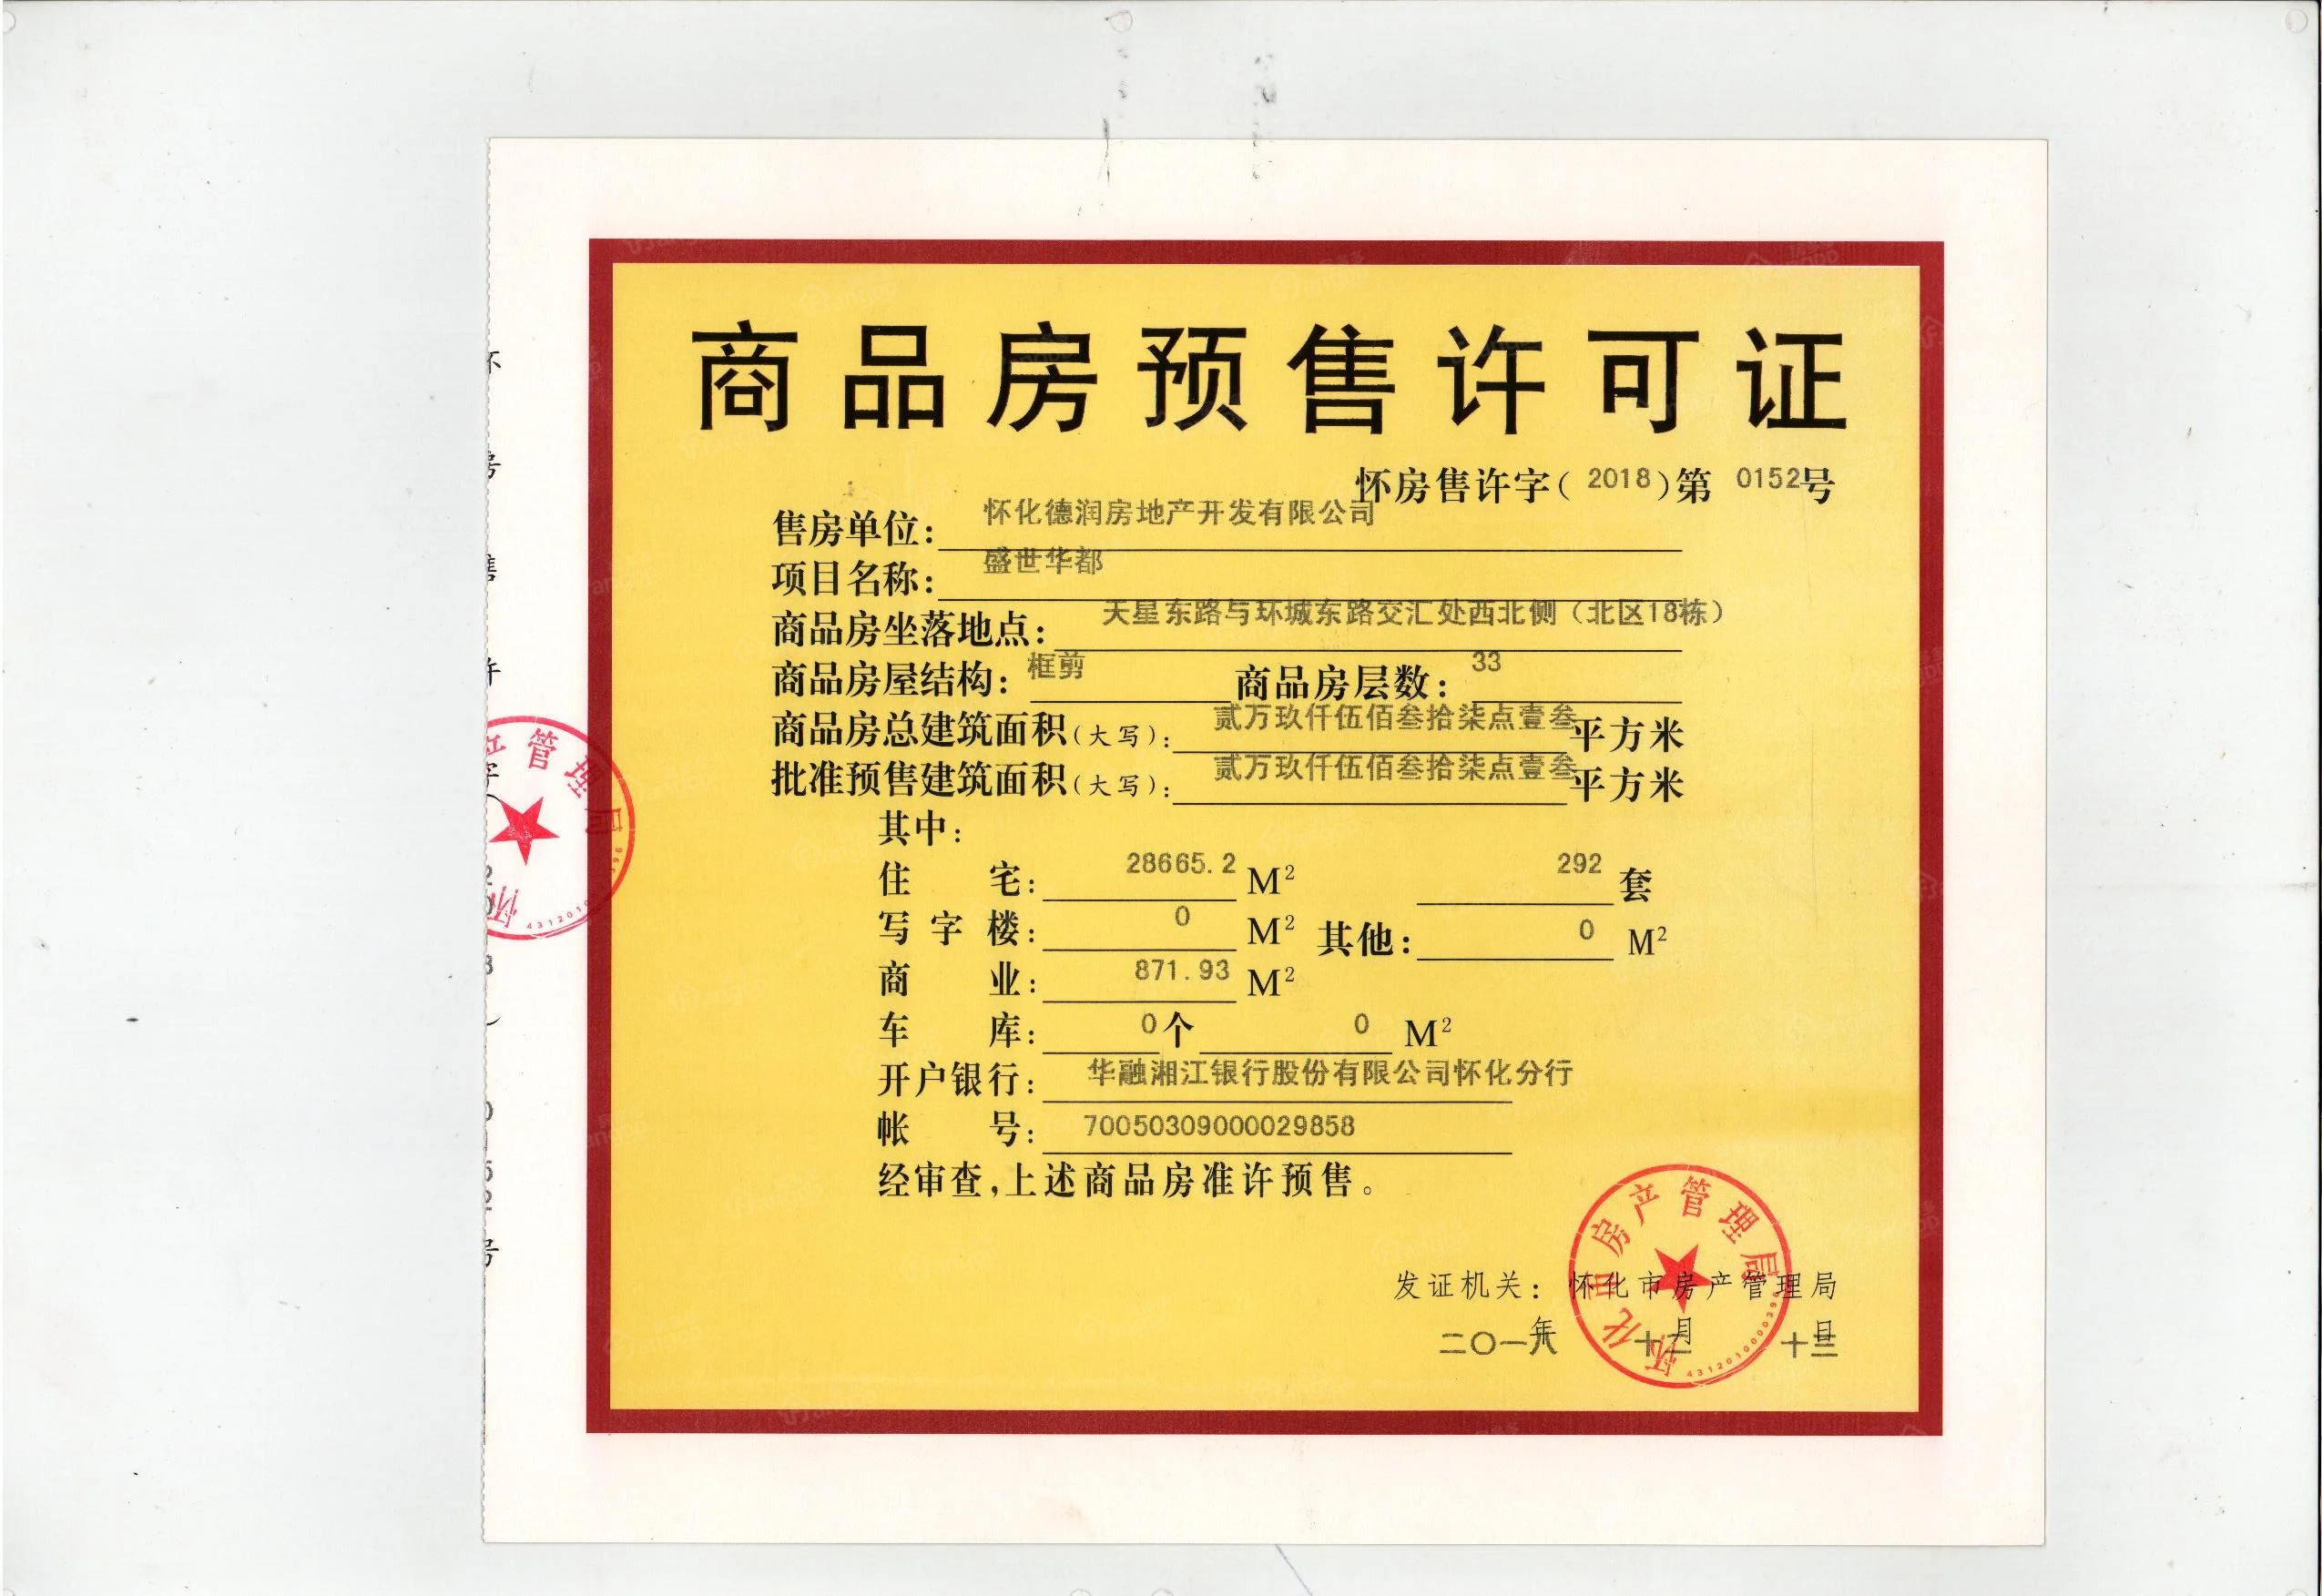 商品房预售许可证
怀房售许字（2018）第 0152号
售房单位：怀化德润房地产开发有限公司
项目名称：盛世华都
商品房坐落地点：天星东路与环城东路交汇处西北侧（北区18栋）
商品房屋结构：框剪 商品房层数：33
商品房总建筑面积（大写）：贰万玖仟伍佰叁拾柒点壹叁平方米
批准预售建筑面积（大写）：贰万玖仟伍佰叁拾柒点壹叁平方米
其中：
住宅：28665.2 M² 292 套
写字楼：0 M² 其他：0 M²
商业：871.93 M²
车库：0个 0 M²
开户银行：华融湘江银行股份有限公司怀化分行
帐号：70050309000029858
经审查，上述商品房准许预售。
发证机关：怀化市房产管理局
二〇一八年十二月十三日
怀化市房产管理局
产管理局